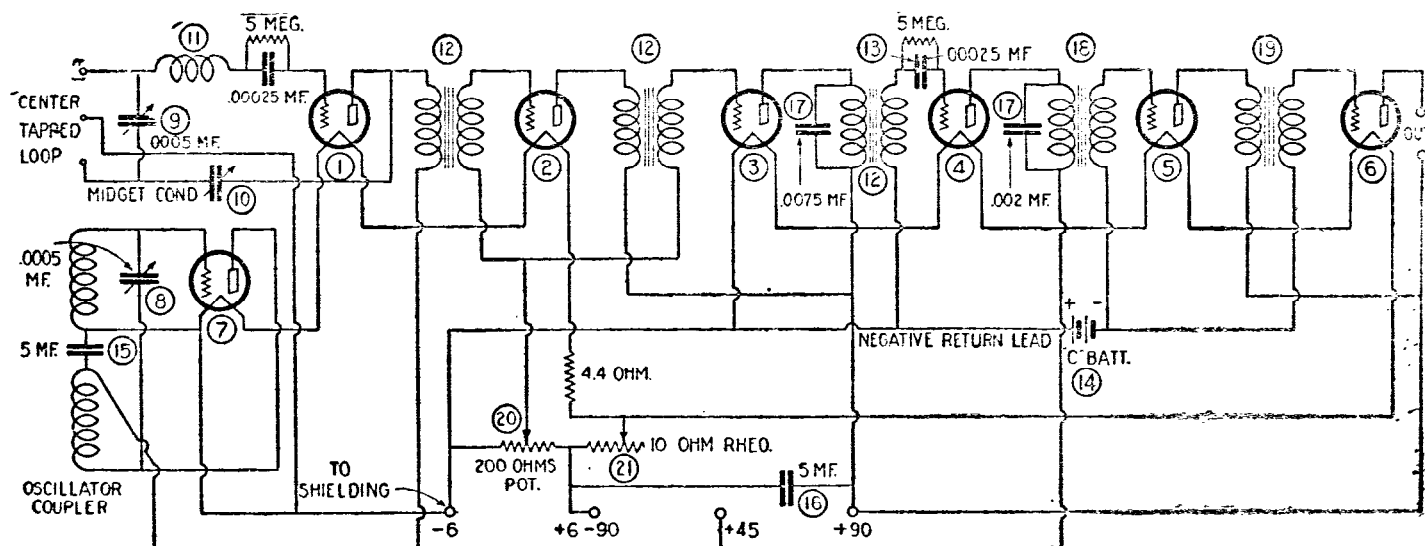 5 MEG.
11
.00025 MF.
CENTER
TAPPED
LOOP
9
.0005 MF.
MIDGET COND
10
1
12
2
12
3
17
.0075 MF.
13
5 MEG.
.00025 MF
12
4
17
.002 MF.
18
5
19
6
.0005
MF.
8
7
5 MF.
15
OSCILLATOR
COUPLER
4.4 OHM.
20
200 OHMS
POT.
10 OHM RHEO.
21
TO
SHIELDING
NEGATIVE RETURN LEAD
+ -
"C" BATT.
14
.5 MF.
16
-6
+6 -90
+45
+90